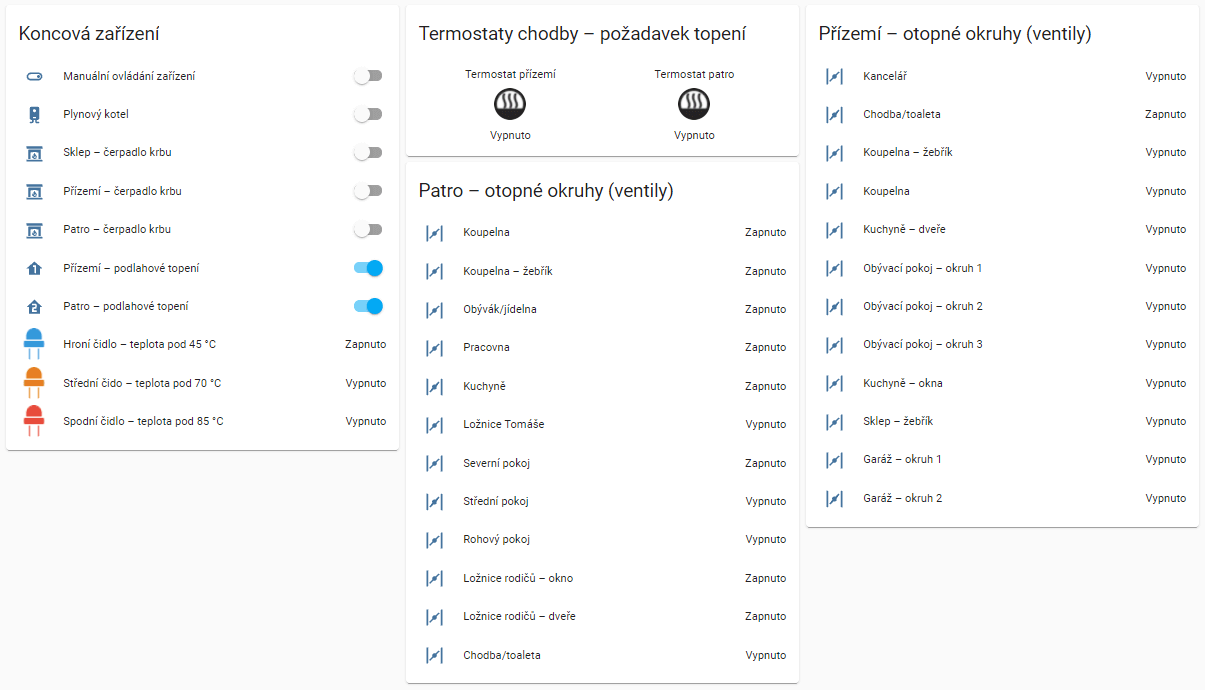 Koncová zařízení
Manuální ovládání zařízení
Plynový kotel
Sklep – čerpadlo krbu
Přízemí – čerpadlo krbu
Patro – čerpadlo krbu
Přízemí – podlahové topení
Patro – podlahové topení
Hroní čidlo – teplota pod 45 °C Zapnuto
Střední čido – teplota pod 70 °C Vypnuto
Spodní čidlo – teplota pod 85 °C Vypnuto
Termostaty chodby – požadavek topení
Termostat přízemí Termostat patro
Vypnuto Vypnuto
Patro – otopné okruhy (ventily)
Koupelna Zapnuto
Koupelna – žebřík Zapnuto
Obývák/jídelna Zapnuto
Pracovna Zapnuto
Kuchyně Zapnuto
Ložnice Tomáše Vypnuto
Severní pokoj Zapnuto
Střední pokoj Vypnuto
Rohový pokoj Vypnuto
Ložnice rodičů – okno Zapnuto
Ložnice rodičů – dveře Zapnuto
Chodba/toaleta Vypnuto
Přízemí – otopné okruhy (ventily)
Kancelář Vypnuto
Chodba/toaleta Zapnuto
Koupelna – žebřík Vypnuto
Koupelna Vypnuto
Kuchyně – dveře Vypnuto
Obývací pokoj – okruh 1 Vypnuto
Obývací pokoj – okruh 2 Vypnuto
Obývací pokoj – okruh 3 Vypnuto
Kuchyně – okna Vypnuto
Sklep – žebřík Vypnuto
Garáž – okruh 1 Vypnuto
Garáž – okruh 2 Vypnuto